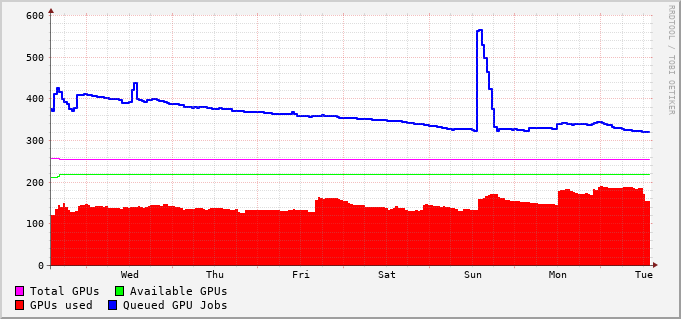 600
500
400
300
200
100
0
Wed Thu Fri Sat Sun Mon Tue
Total GPUs Available GPUs
GPUs used Queued GPU Jobs
RRDTOOL / TOBI OETIKER